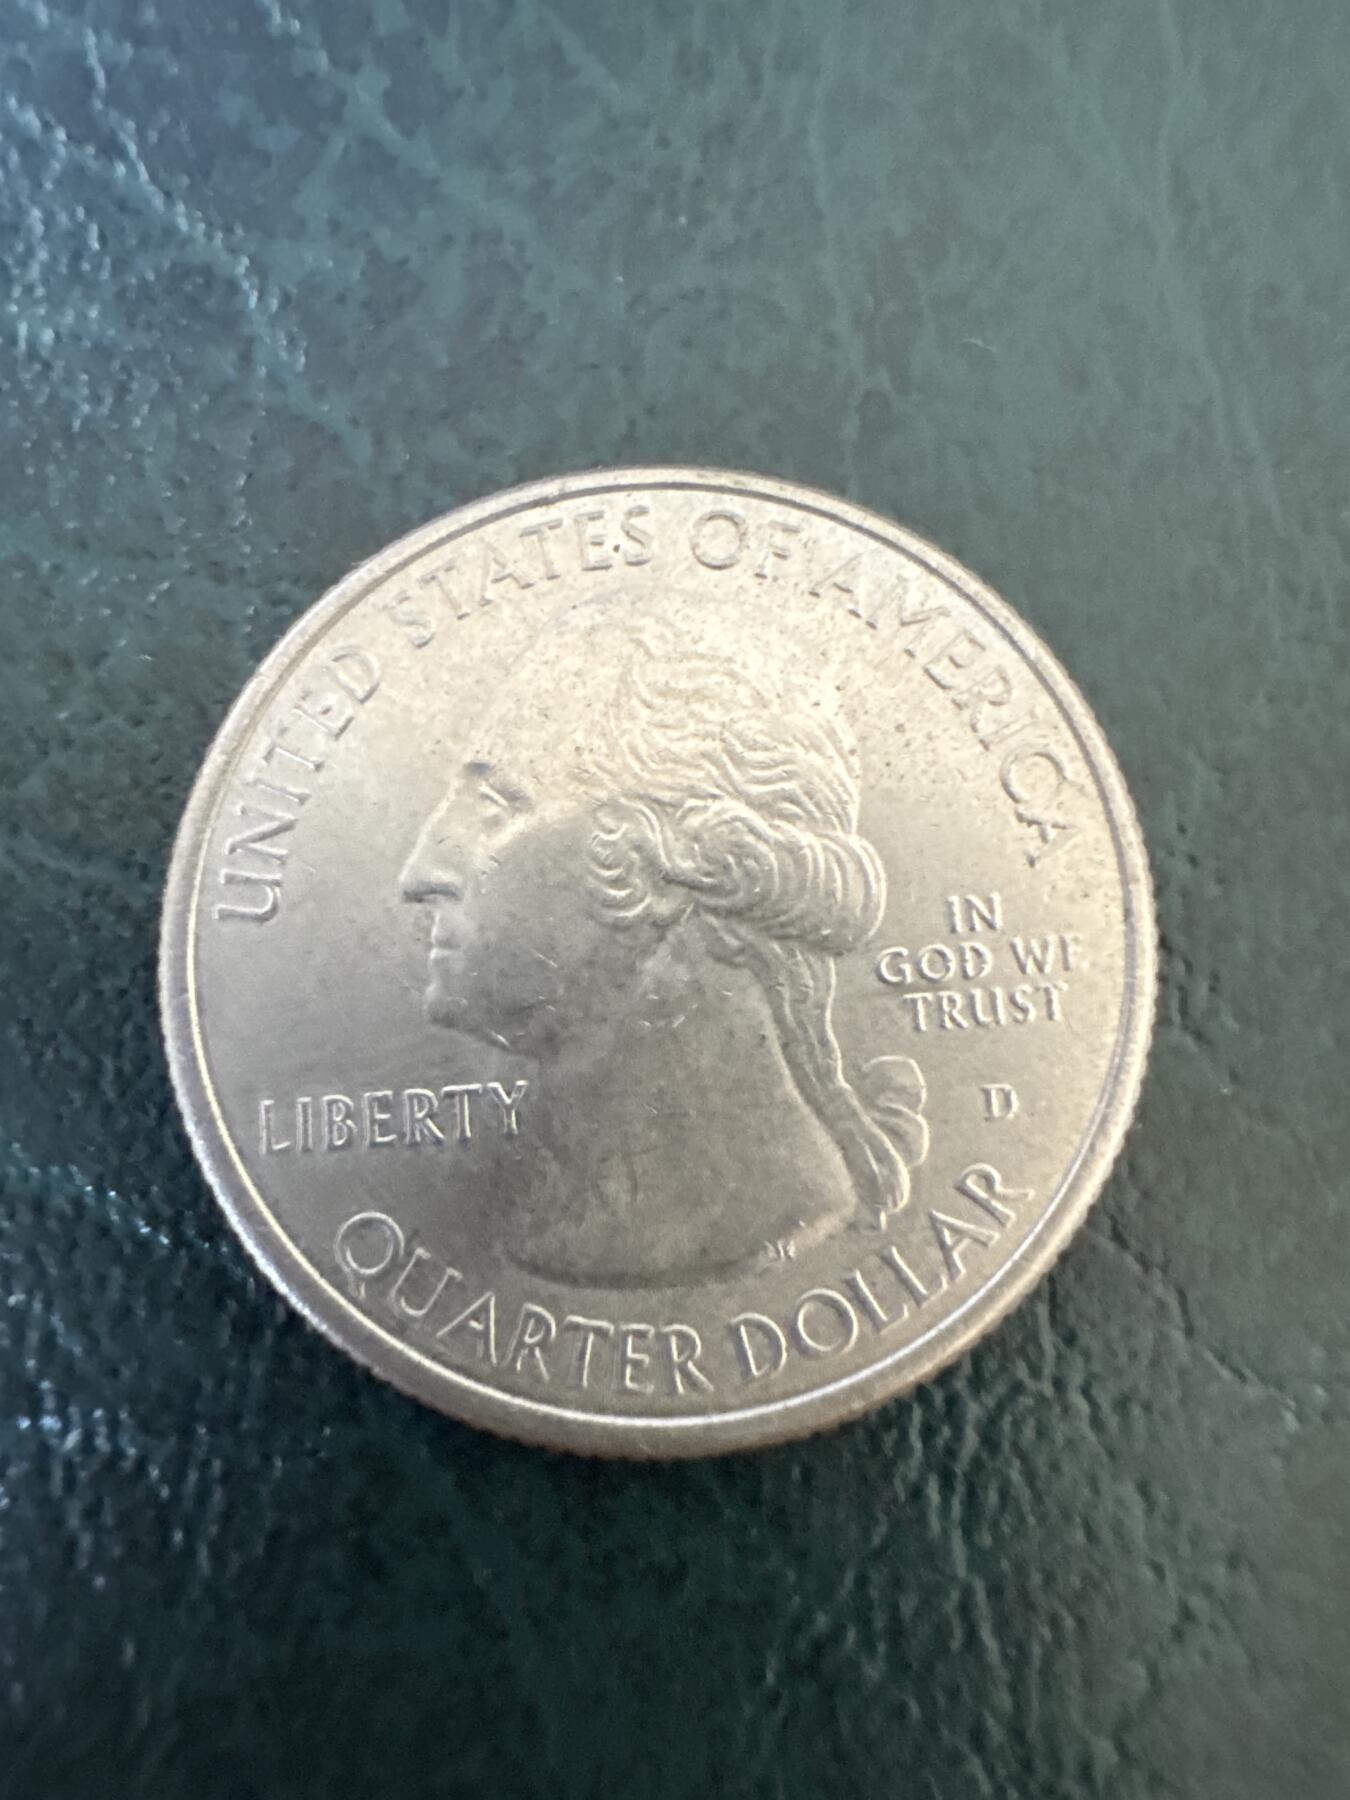 UNITED STATES OF AMERICA
LIBERTY
IN
GOD WE
TRUST
D
QUARTER DOLLAR